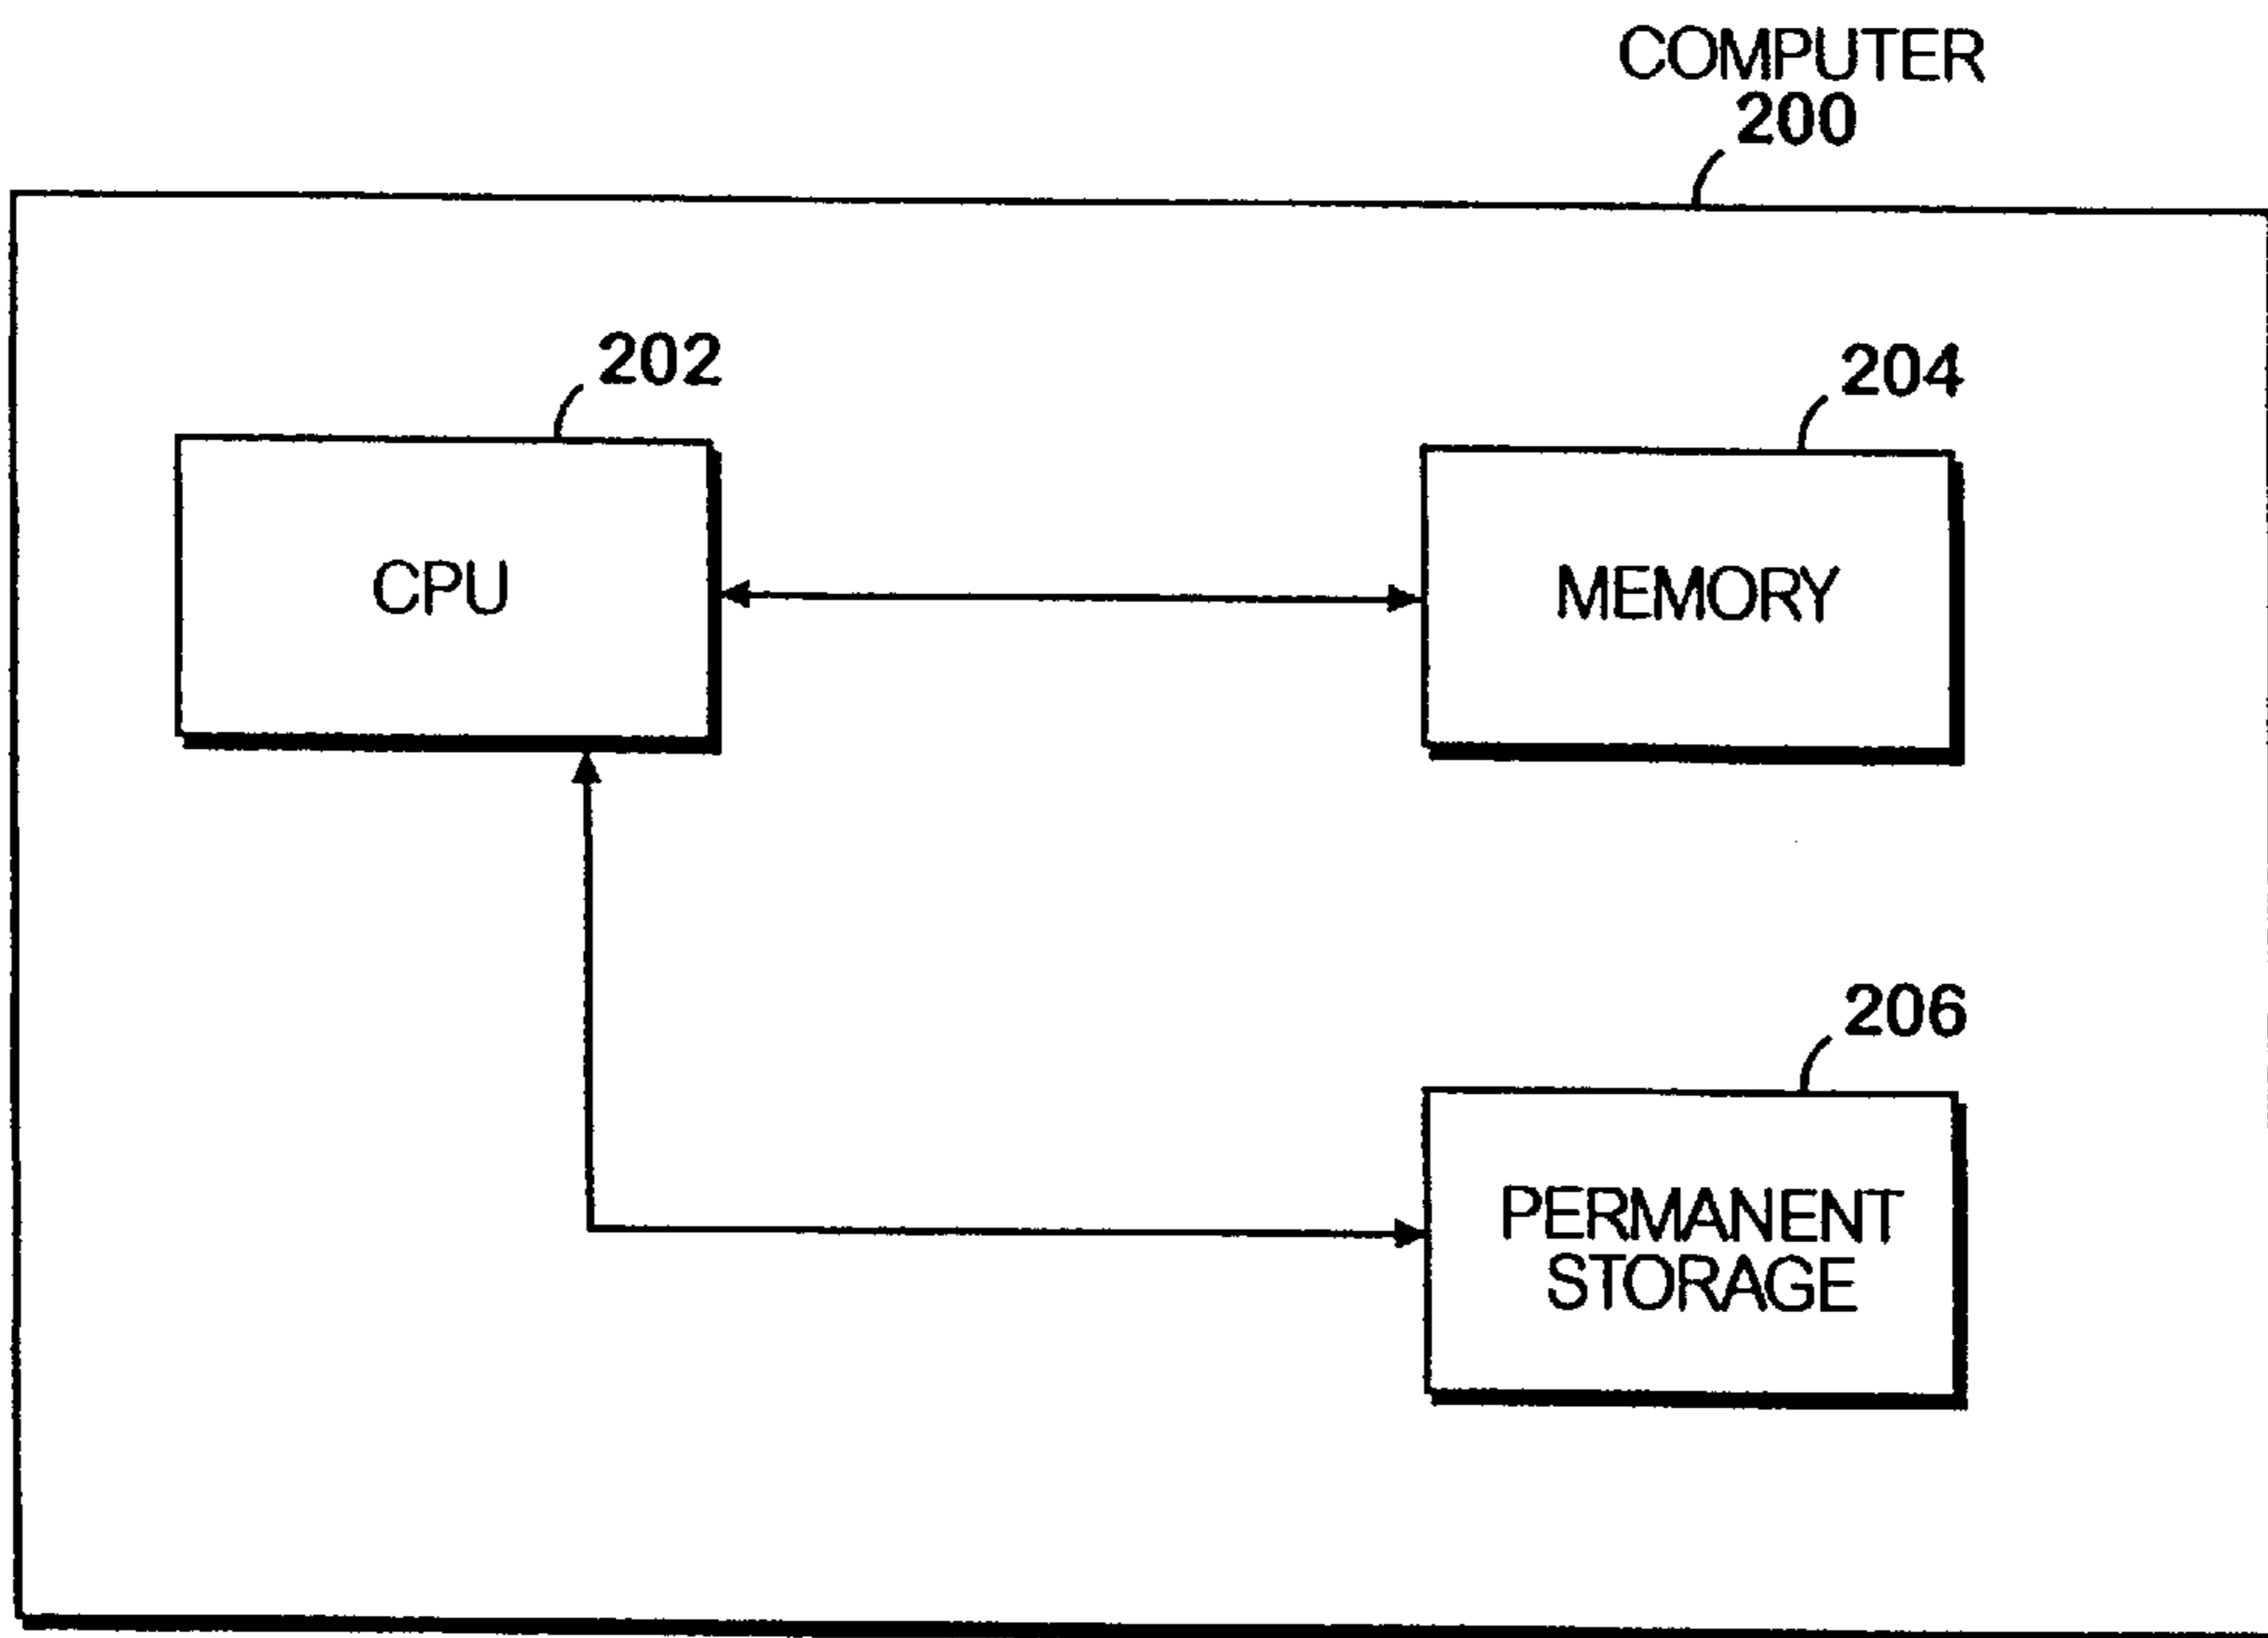 COMPUTER
200
202
204
CPU
MEMORY
206
PERMANENT
STORAGE